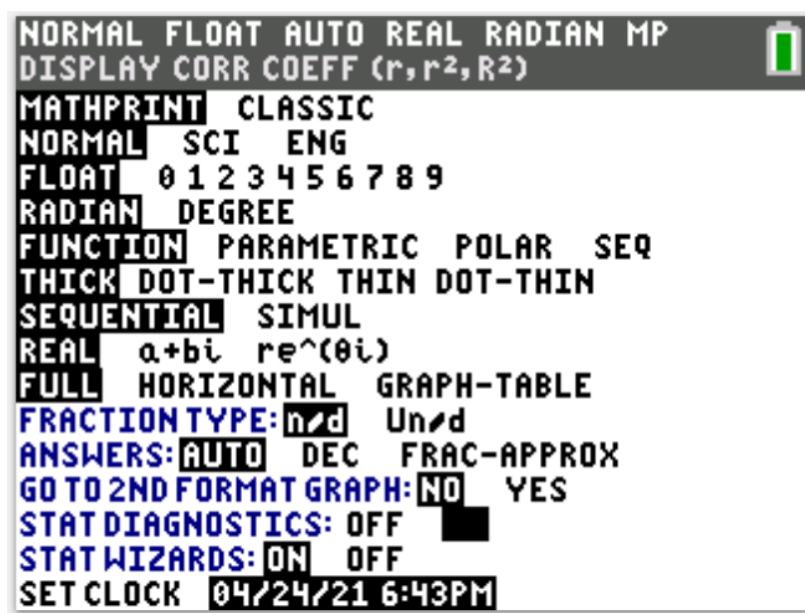 NORMAL FLOAT AUTO REAL RADIAN MP
DISPLAY CORR COEFF (r,r²,R²)
MATHPRINT CLASSIC
NORMAL SCI ENG
FLOAT 0 1 2 3 4 5 6 7 8 9
RADIAN DEGREE
FUNCTION PARAMETRIC POLAR SEQ
THICK DOT-THICK THIN DOT-THIN
SEQUENTIAL SIMUL
REAL a+bi re^(θi)
FULL HORIZONTAL GRAPH-TABLE
FRACTION TYPE: n/d Un/d
ANSWERS: AUTO DEC FRAC-APPROX
GO TO 2ND FORMAT GRAPH: NO YES
STAT DIAGNOSTICS: OFF
STAT WIZARDS: ON OFF
SET CLOCK 04/24/21 6:43PM